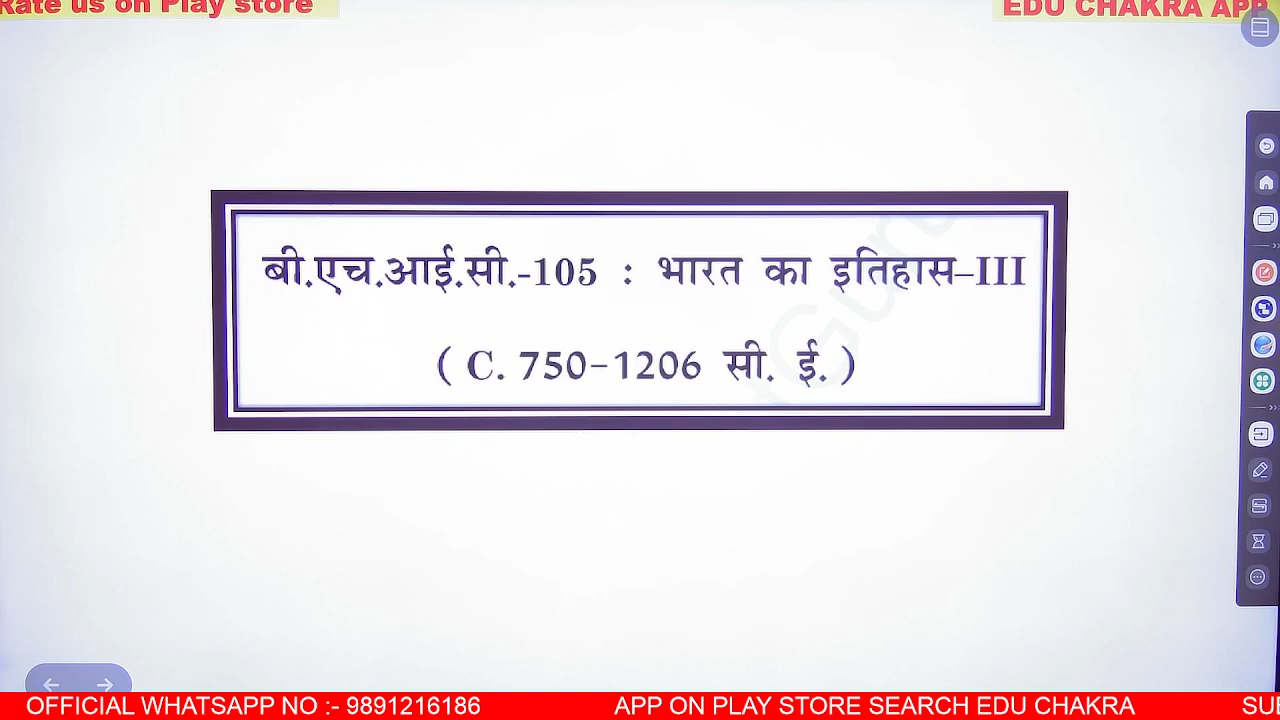 Rate us on Play store
EDU CHAKRA APP
बी.एच.आई.सी.-105 : भारत का इतिहास–III
( C. 750–1206 सी. ई. )
OFFICIAL WHATSAPP NO :- 9891216186
APP ON PLAY STORE SEARCH EDU CHAKRA